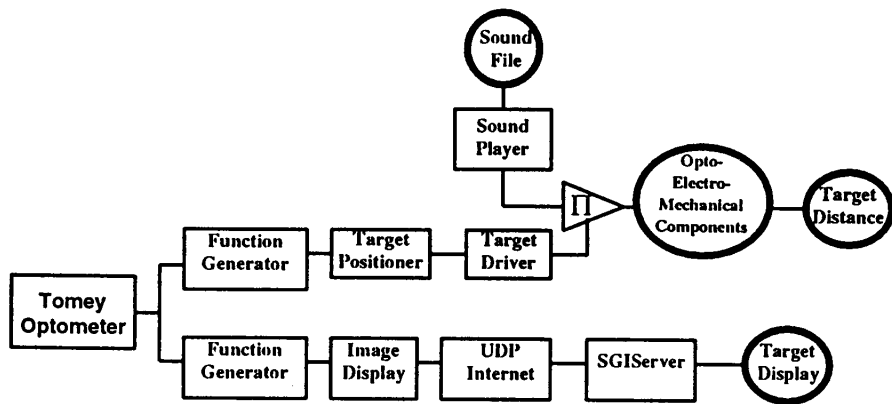 Sound
File
Sound
Player
Π
Opto-
Electro-
Mechanical
Components
Target
Distance
Function
Generator
Target
Positioner
Target
Driver
Tomey
Optometer
Function
Generator
Image
Display
UDP
Internet
SGIServer
Target
Display